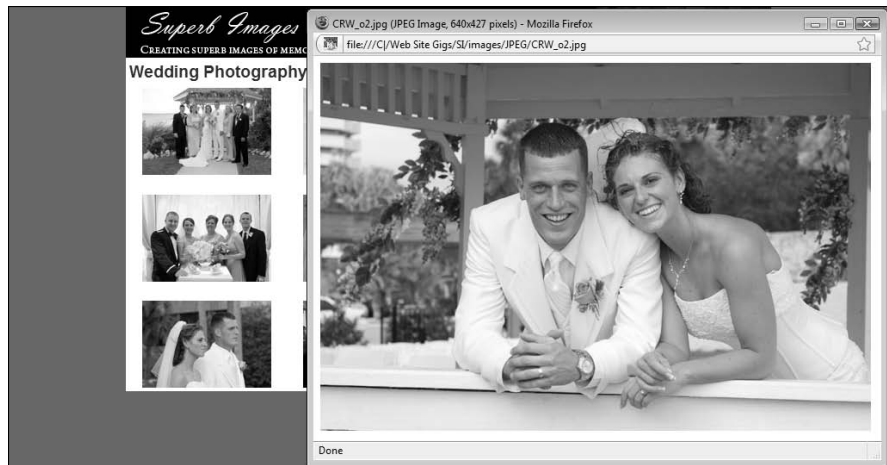 Superb Images
CREATING SUPERB IMAGES OF
Wedding Photography
CRW_o2.jpg (JPEG Image, 640x427 pixels) - Mozilla Firefox
file:///C|/Web Site Gigs/SI/images/JPEG/CRW_o2.jpg
Done